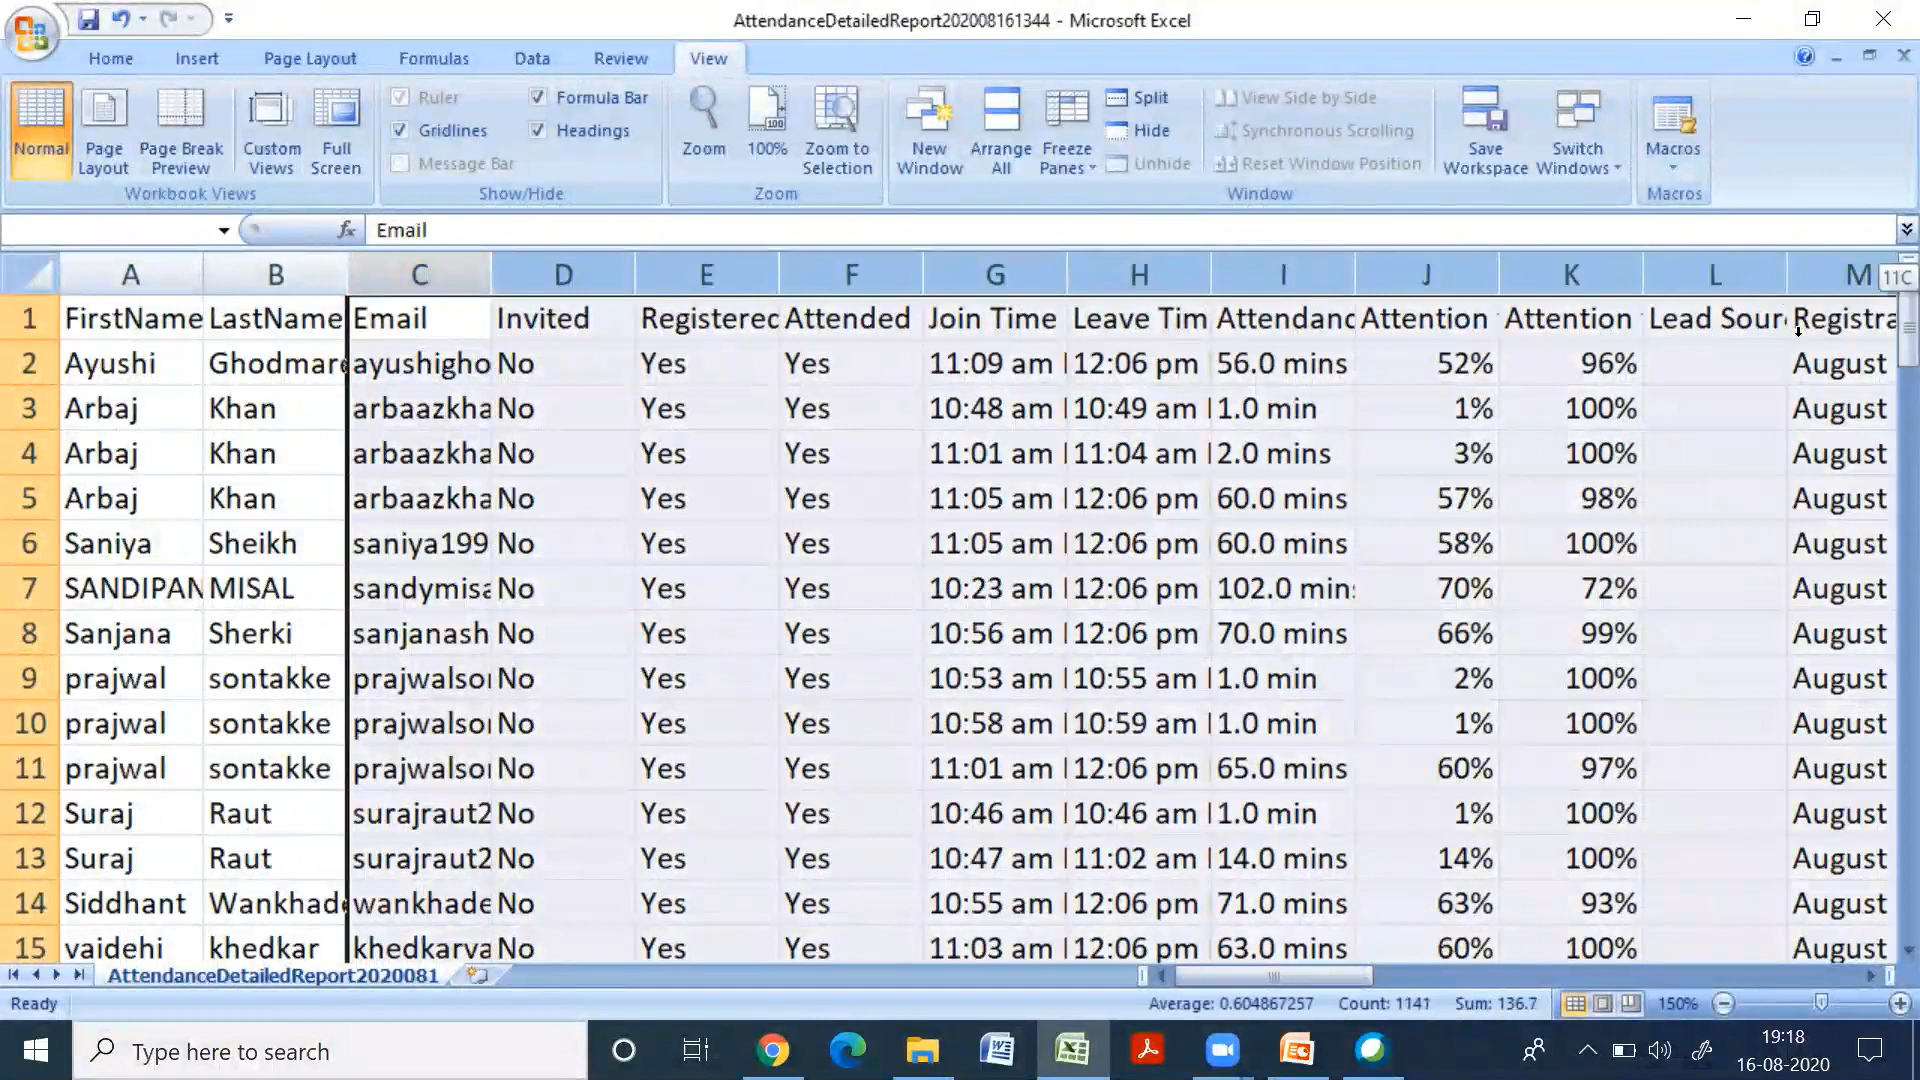 AttendanceDetailedReport202008161344 - Microsoft Excel
Home Insert Page Layout Formulas Data Review View
Normal Page Layout Page Break Preview Custom Views Full Screen
Workbook Views
Ruler Formula Bar
Gridlines Headings
Message Bar
Show/Hide
Zoom 100% Zoom to Selection
Zoom
New Window Arrange All Freeze Panes Split Hide Unhide
View Side by Side
Synchronous Scrolling
Reset Window Position
Save Workspace Switch Windows
Window
Macros
Macros
fx Email
A B C D E F G H I J K L M 11C
1 FirstName LastName Email Invited Registered Attended Join Time Leave Tim Attendanc Attention Attention Lead Sour Registra
2 Ayushi Ghodmar ayushigho No Yes Yes 11:09 am 12:06 pm 56.0 mins 52% 96% August
3 Arbaj Khan arbaazkha No Yes Yes 10:48 am 10:49 am 1.0 min 1% 100% August
4 Arbaj Khan arbaazkha No Yes Yes 11:01 am 11:04 am 2.0 mins 3% 100% August
5 Arbaj Khan arbaazkha No Yes Yes 11:05 am 12:06 pm 60.0 mins 57% 98% August
6 Saniya Sheikh saniya199 No Yes Yes 11:05 am 12:06 pm 60.0 mins 58% 100% August
7 SANDIPAN MISAL sandymisa No Yes Yes 10:23 am 12:06 pm 102.0 min 70% 72% August
8 Sanjana Sherki sanjanash No Yes Yes 10:56 am 12:06 pm 70.0 mins 66% 99% August
9 prajwal sontakke prajwalso No Yes Yes 10:53 am 10:55 am 1.0 min 2% 100% August
10 prajwal sontakke prajwalso No Yes Yes 10:58 am 10:59 am 1.0 min 1% 100% August
11 prajwal sontakke prajwalso No Yes Yes 11:01 am 12:06 pm 65.0 mins 60% 97% August
12 Suraj Raut surajraut2 No Yes Yes 10:46 am 10:46 am 1.0 min 1% 100% August
13 Suraj Raut surajraut2 No Yes Yes 10:47 am 11:02 am 14.0 mins 14% 100% August
14 Siddhant Wankhad wankhade No Yes Yes 10:55 am 12:06 pm 71.0 mins 63% 93% August
15 vaidehi khedkar khedkarva No Yes Yes 11:03 am 12:06 pm 63.0 mins 60% 100% August
AttendanceDetailedReport2020081
Ready Average: 0.604867257 Count: 1141 Sum: 136.7 150%
Type here to search
19:18
16-08-2020